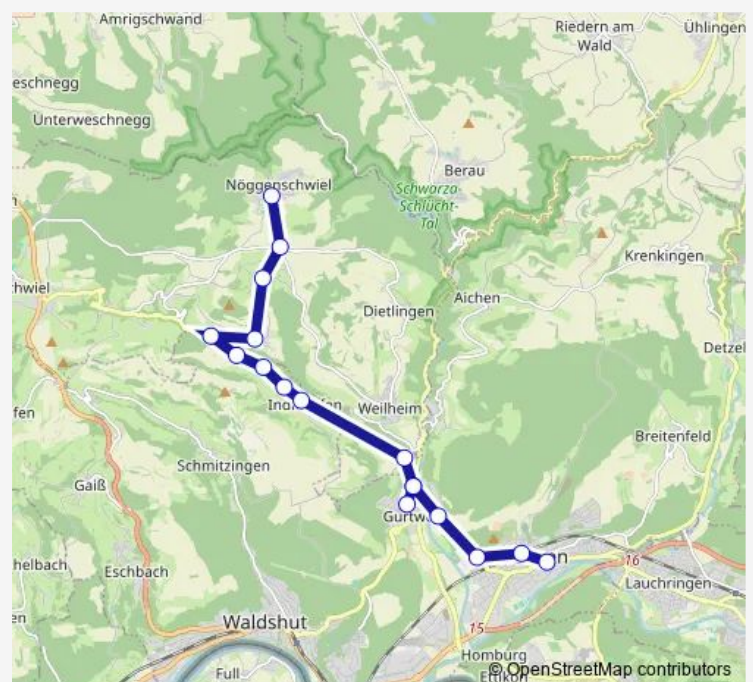 Amrigschwand
Riedern am
Wald
Ühlingen
eschnegg
Unterweschnegg
Berau
Nöggenschwiel
Schwarza-
Schlücht-
Tal
Krenkingen
chwiel
Aichen
Dietlingen
Detzel
fen
Weilheim
Breitenfeld
Schmitzingen
Gaiß
Gurtw
16
helbach
Eschbach
Lauchringen
Waldshut
15
Homburg
Full
© OpenStreetMap contributors